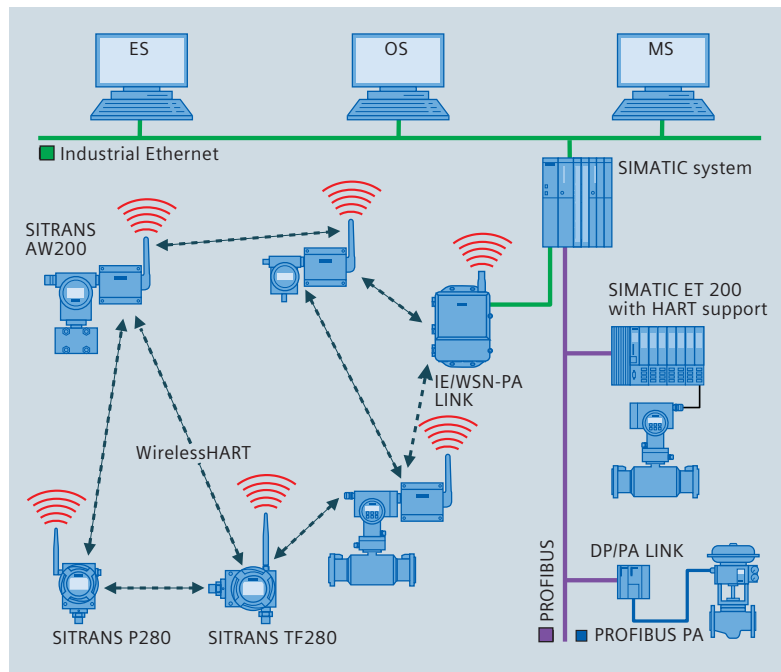 ES
OS
MS
Industrial Ethernet
SIMATIC system
SITRANS
AW200
SIMATIC ET 200
with HART support
IE/WSN-PA
LINK
WirelessHART
PROFIBUS
DP/PA LINK
PROFIBUS PA
SITRANS P280
SITRANS TF280